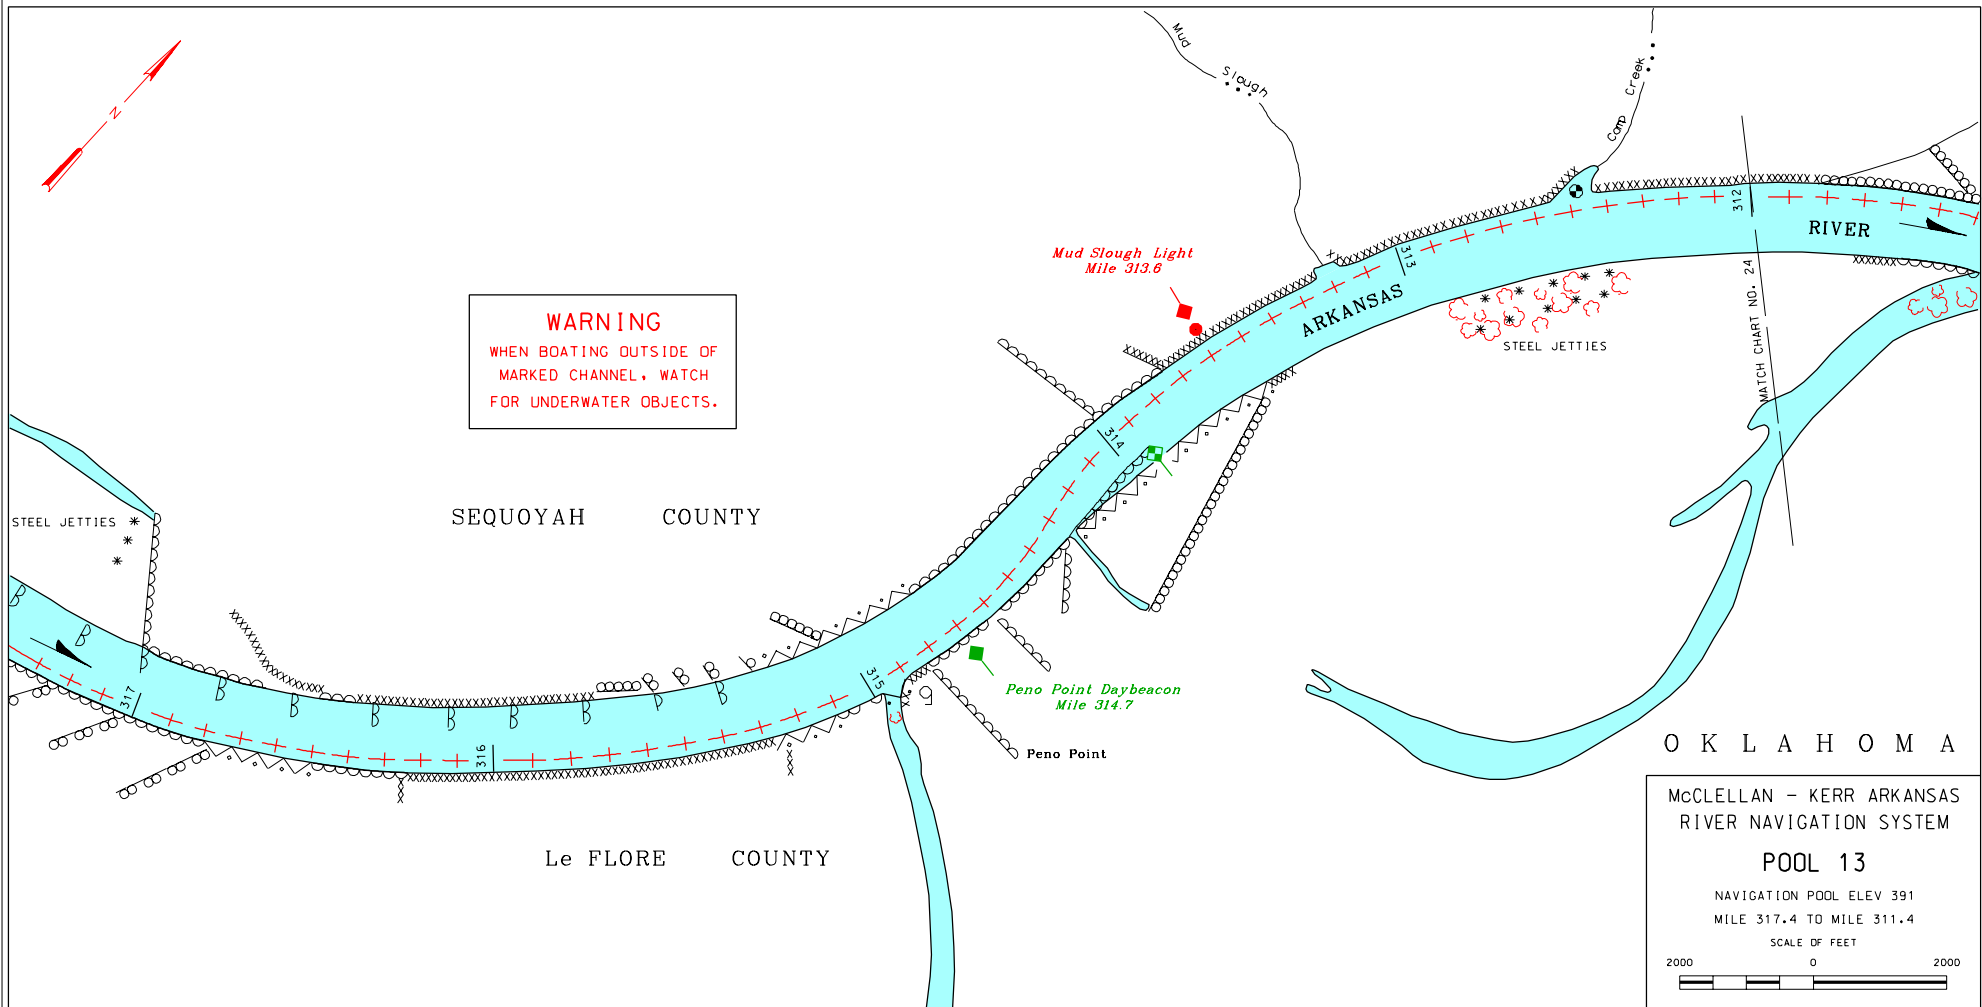 N
Mud
Slough
Camp Creek
312
RIVER
313
ARKANSAS
Mud Slough Light
Mile 313.6
STEEL JETTIES
MATCH CHART NO. 24
WARNING
WHEN BOATING OUTSIDE OF
MARKED CHANNEL, WATCH
FOR UNDERWATER OBJECTS.
314
STEEL JETTIES
SEQUOYAH COUNTY
315
317
316
Peno Point Daybeacon
Mile 314.7
Peno Point
Le FLORE COUNTY
OKLAHOMA
McCLELLAN - KERR ARKANSAS
RIVER NAVIGATION SYSTEM
POOL 13
NAVIGATION POOL ELEV 391
MILE 317.4 TO MILE 311.4
SCALE OF FEET
2000 0 2000